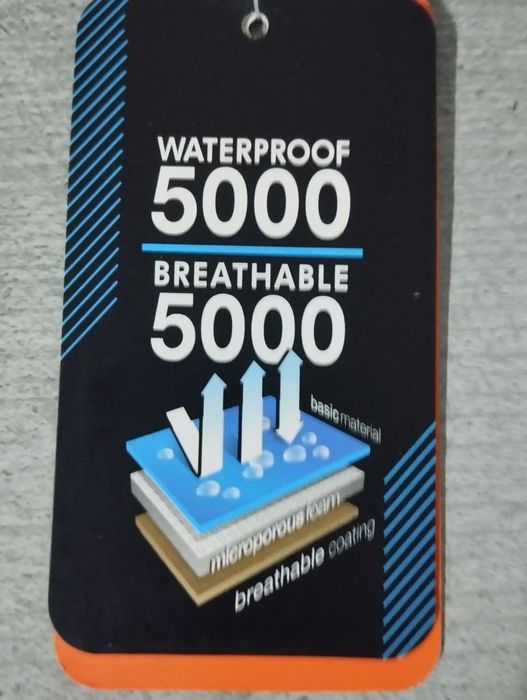 WATERPROOF
5000
BREATHABLE
5000
basic material
microporous foam
breathable coating